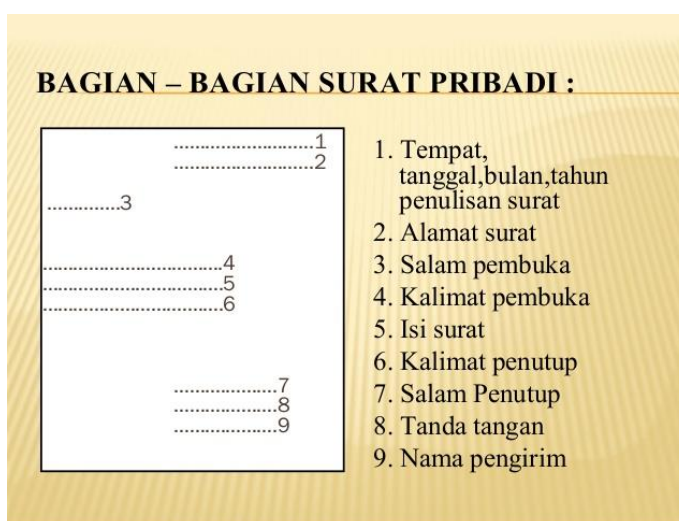 BAGIAN – BAGIAN SURAT PRIBADI :
............................1
............................2
..............3
....................................4
....................................5
....................................6
.....................7
.....................8
.....................9
1. Tempat,
tanggal,bulan,tahun
penulisan surat
2. Alamat surat
3. Salam pembuka
4. Kalimat pembuka
5. Isi surat
6. Kalimat penutup
7. Salam Penutup
8. Tanda tangan
9. Nama pengirim